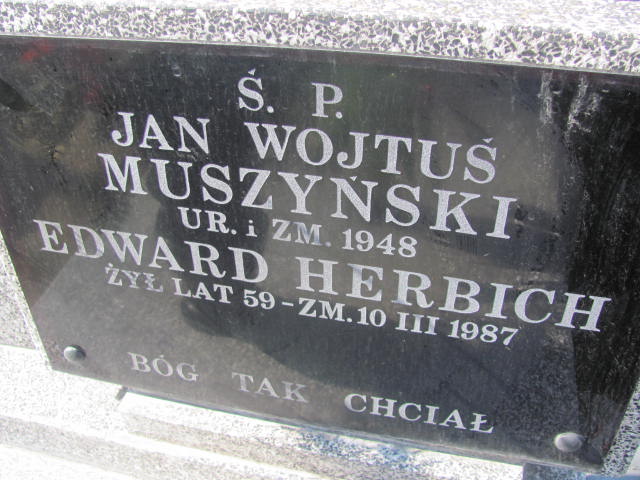 Ś. P.
JAN WOJTUŚ
MUSZYŃSKI
UR. i ZM. 1948
EDWARD HERBICH
ŻYŁ LAT 59-ZM. 10 III 1987
BÓG TAK CHCIAŁ